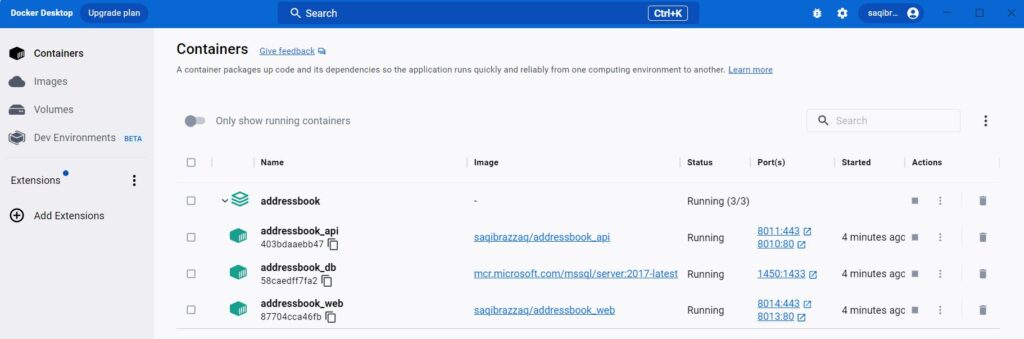 Docker Desktop Upgrade plan Search Ctrl+K saqibr...
Containers
Images
Volumes
Dev Environments BETA
Extensions
Add Extensions
Containers Give feedback
A container packages up code and its dependencies so the application runs quickly and reliably from one computing environment to another. Learn more
Only show running containers Search
Name Image Status Port(s) Started Actions
addressbook - Running (3/3)
addressbook_api
403bdaaebb47
saqibrazzaq/addressbook_api Running 8011:443
8010:80
4 minutes ago
addressbook_db
58caedff7fa2
mcr.microsoft.com/mssql/server:2017-latest Running 1450:1433 4 minutes ago
addressbook_web
87704cca46fb
saqibrazzaq/addressbook_web Running 8014:443
8013:80
4 minutes ago